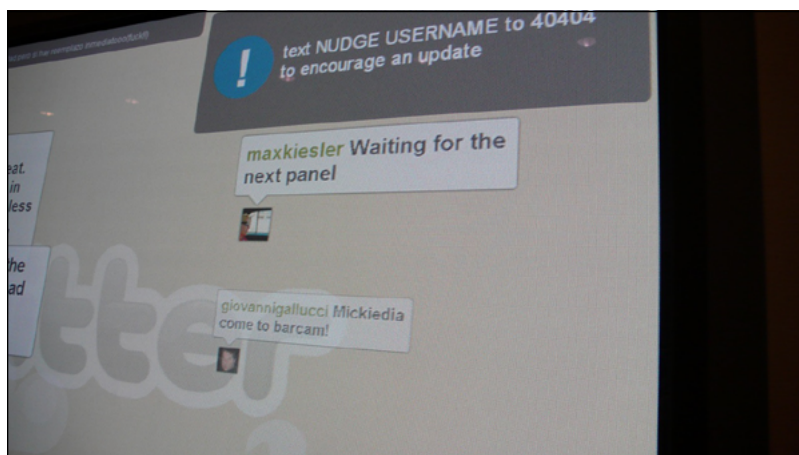 text NUDGE USERNAME to 40404
to encourage an update
eat.
in
less
maxkiesler Waiting for the
next panel
the
ad
giovannigallucci Mickiedia
come to barcam!
tter